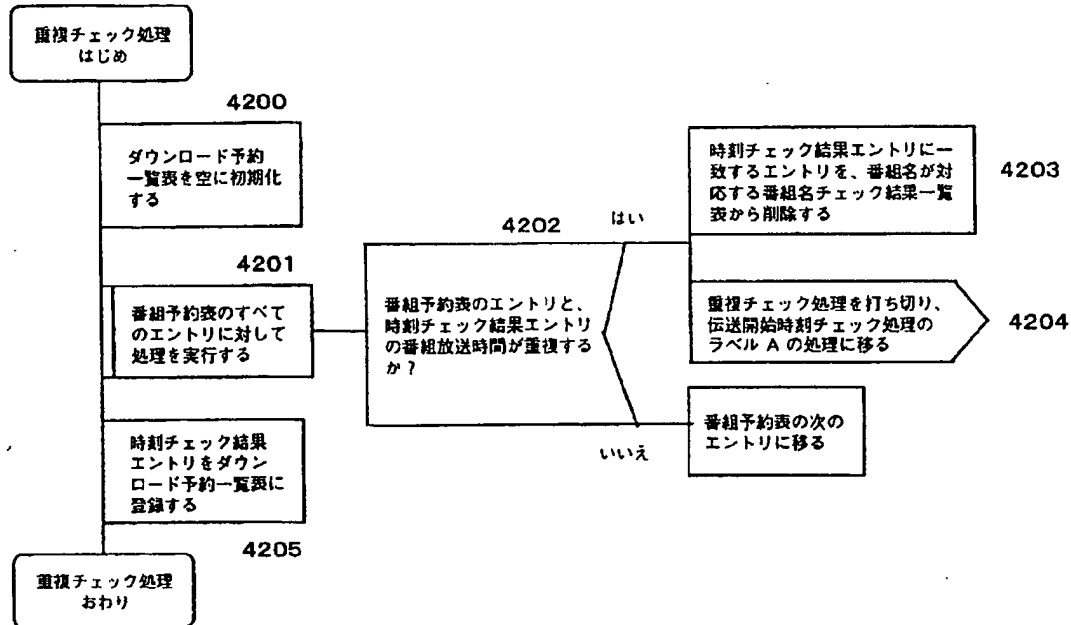 重複チェック処理
はじめ
4200
ダウンロード予約
一覧表を空に初期化
する
4201
番組予約表のすべて
のエントリに対して
処理を実行する
4202
番組予約表のエントリと、
時刻チェック結果エントリ
の番組放送時間が重複する
か?
はい
時刻チェック結果エントリに一
致するエントリを、番組名が対
応する番組名チェック結果一覧
表から削除する
4203
重複チェック処理を打ち切り、
伝送開始時刻チェック処理の
ラベル A の処理に移る
4204
いいえ
番組予約表の次の
エントリに移る
時刻チェック結果
エントリをダウン
ロード予約一覧表に
登録する
4205
重複チェック処理
おわり